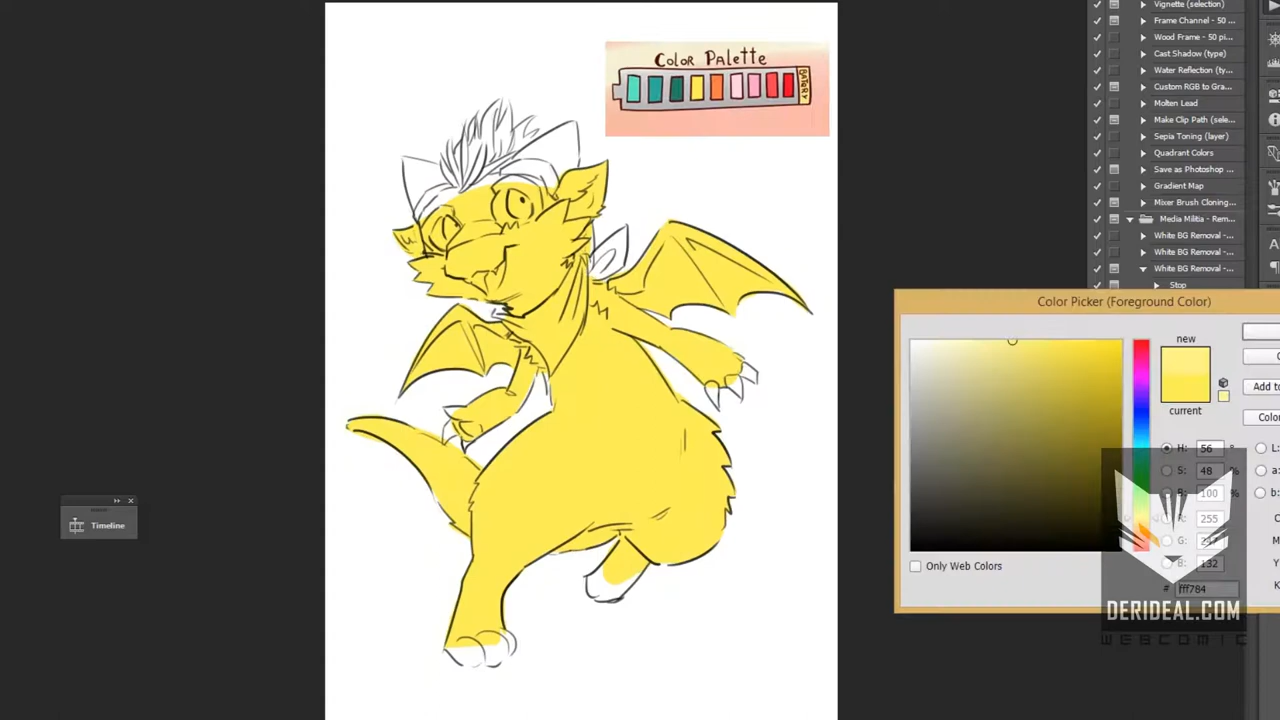 Vignette (selection)
Frame Channel - 50 ...
Wood Frame - 50 pi...
Cast Shadow (type)
Water Reflection (ty...
Custom RGB to Gra...
Molten Lead
Make Clip Path (sele...
Sepia Toning (layer)
Quadrant Colors
Save as Photoshop ...
Gradient Map
Mixer Brush Cloning...
Media Militia - Rem...
White BG Removal -...
White BG Removal -...
White BG Removal -...
Stop
Color Palette
BATERY
Color Picker (Foreground Color)
new
current
Add to
Color
H: 56 °
L:
S: 48 %
a:
B: 100 %
b:
R: 255
G: 247
B: 132
M:
Y:
K:
# fff784
Only Web Colors
Timeline
DERIDEAL.COM
WEBCOMIC